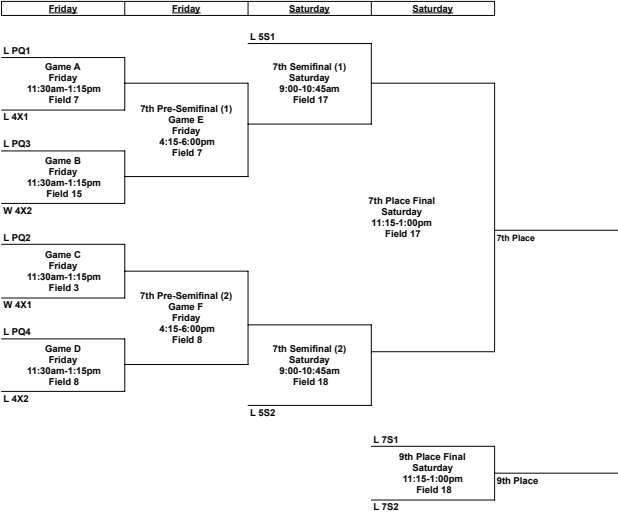 Friday
Friday
Saturday
Saturday
L PQ1
Game A
Friday
11:30am-1:15pm
Field 7
L 4X1
L PQ3
Game B
Friday
11:30am-1:15pm
Field 15
W 4X2
L PQ2
Game C
Friday
11:30am-1:15pm
Field 3
W 4X1
L PQ4
Game D
Friday
11:30am-1:15pm
Field 8
L 4X2
7th Pre-Semifinal (1)
Game E
Friday
4:15-6:00pm
Field 7
7th Pre-Semifinal (2)
Game F
Friday
4:15-6:00pm
Field 8
L 5S1
7th Semifinal (1)
Saturday
9:00-10:45am
Field 17
7th Semifinal (2)
Saturday
9:00-10:45am
Field 18
L 5S2
7th Place Final
Saturday
11:15-1:00pm
Field 17
7th Place
L 7S1
9th Place Final
Saturday
11:15-1:00pm
Field 18
L 7S2
9th Place